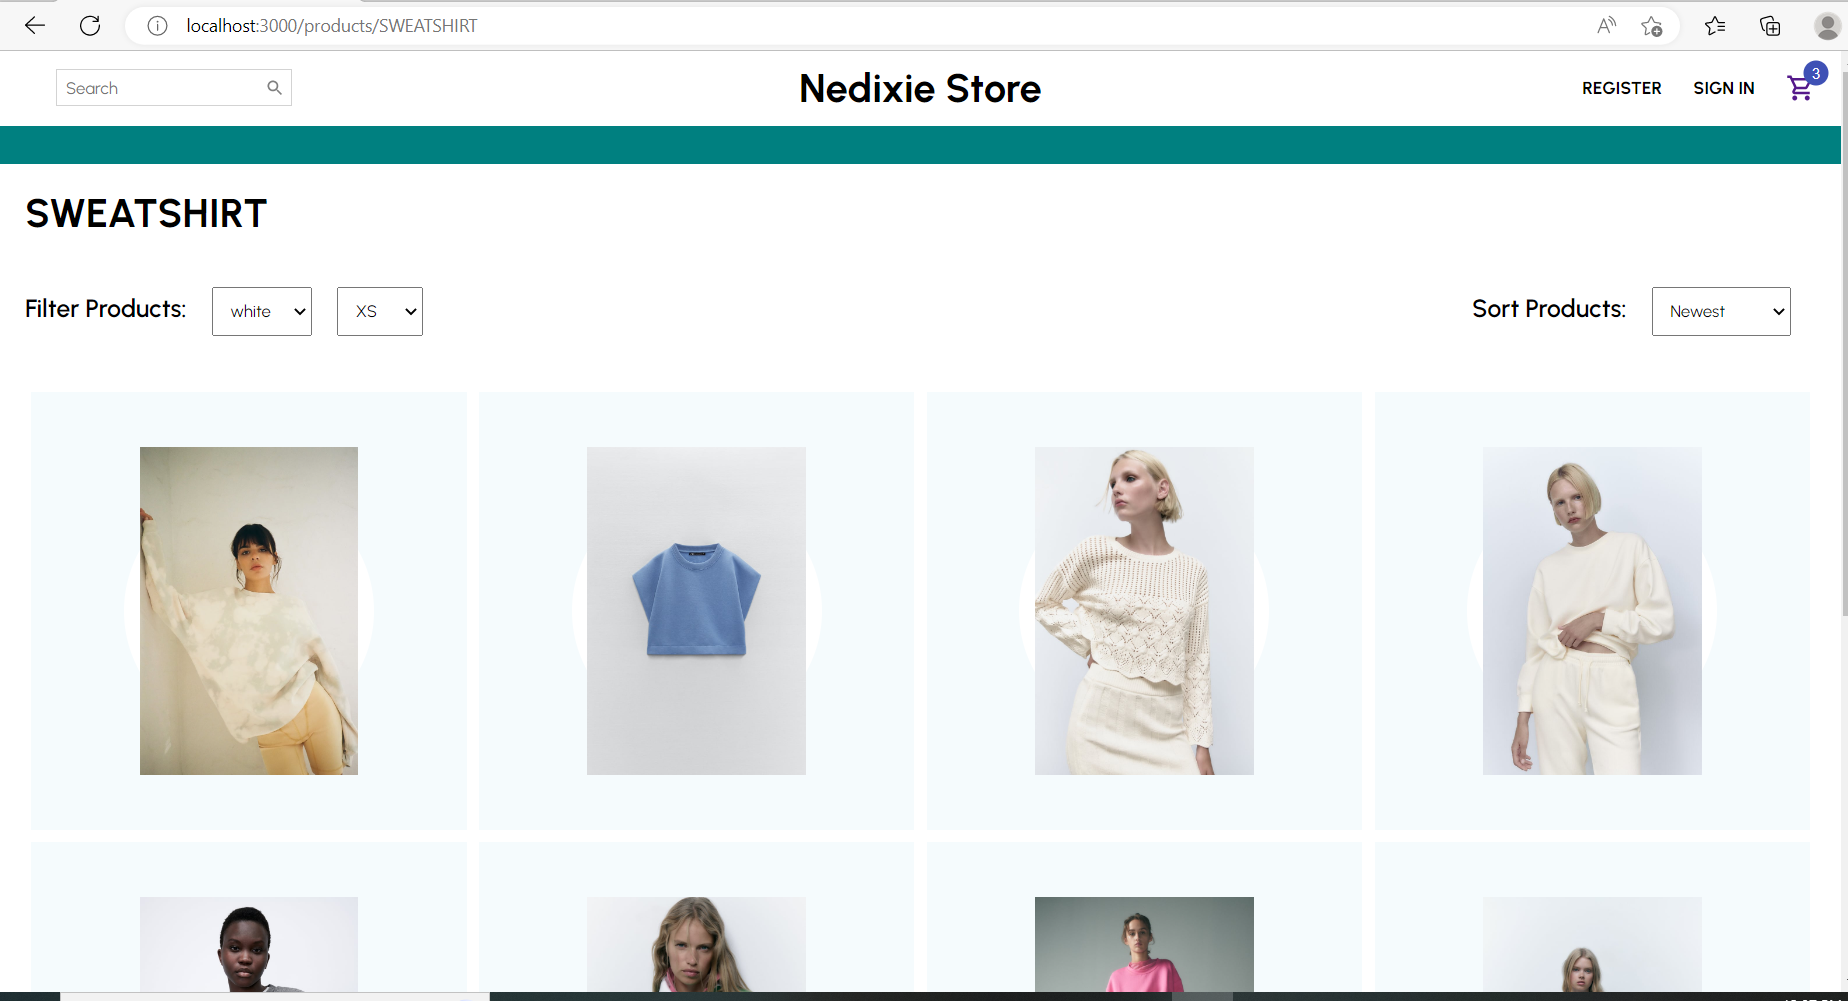 localhost:3000/products/SWEATSHIRT
Search
Nedixie Store
REGISTER
SIGN IN
3
SWEATSHIRT
Filter Products:
white
XS
Sort Products:
Newest